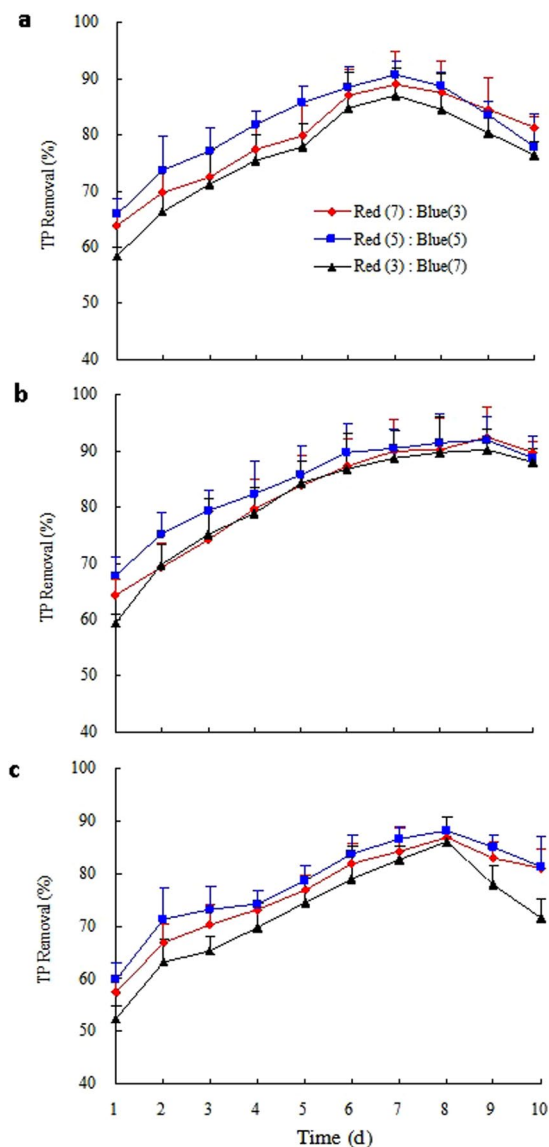 a
100
90
80
70
60
50
40
TP Removal (%)
Red (7) : Blue(3)
Red (5) : Blue(5)
Red (3) : Blue(7)
b
100
90
80
70
60
50
40
TP Removal (%)
c
100
90
80
70
60
50
40
TP Removal (%)
1 2 3 4 5 6 7 8 9 10
Time (d)